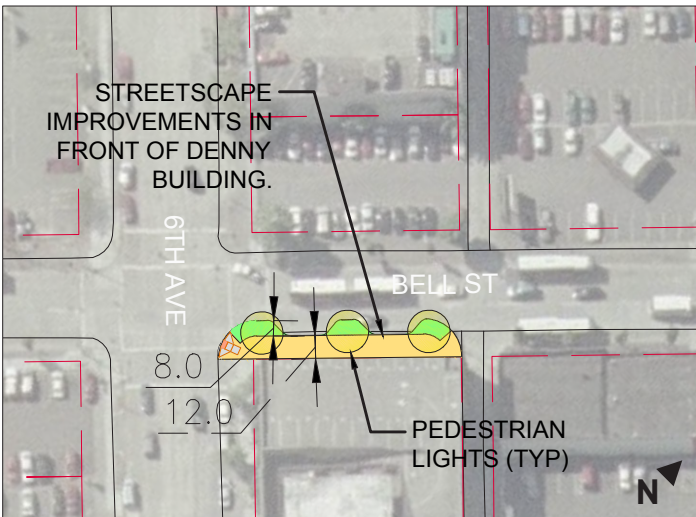 STREETSCAPE
IMPROVEMENTS IN
FRONT OF DENNY
BUILDING.
6TH AVE
BELL ST
8.0
12.0
PEDESTRIAN
LIGHTS (TYP)
N